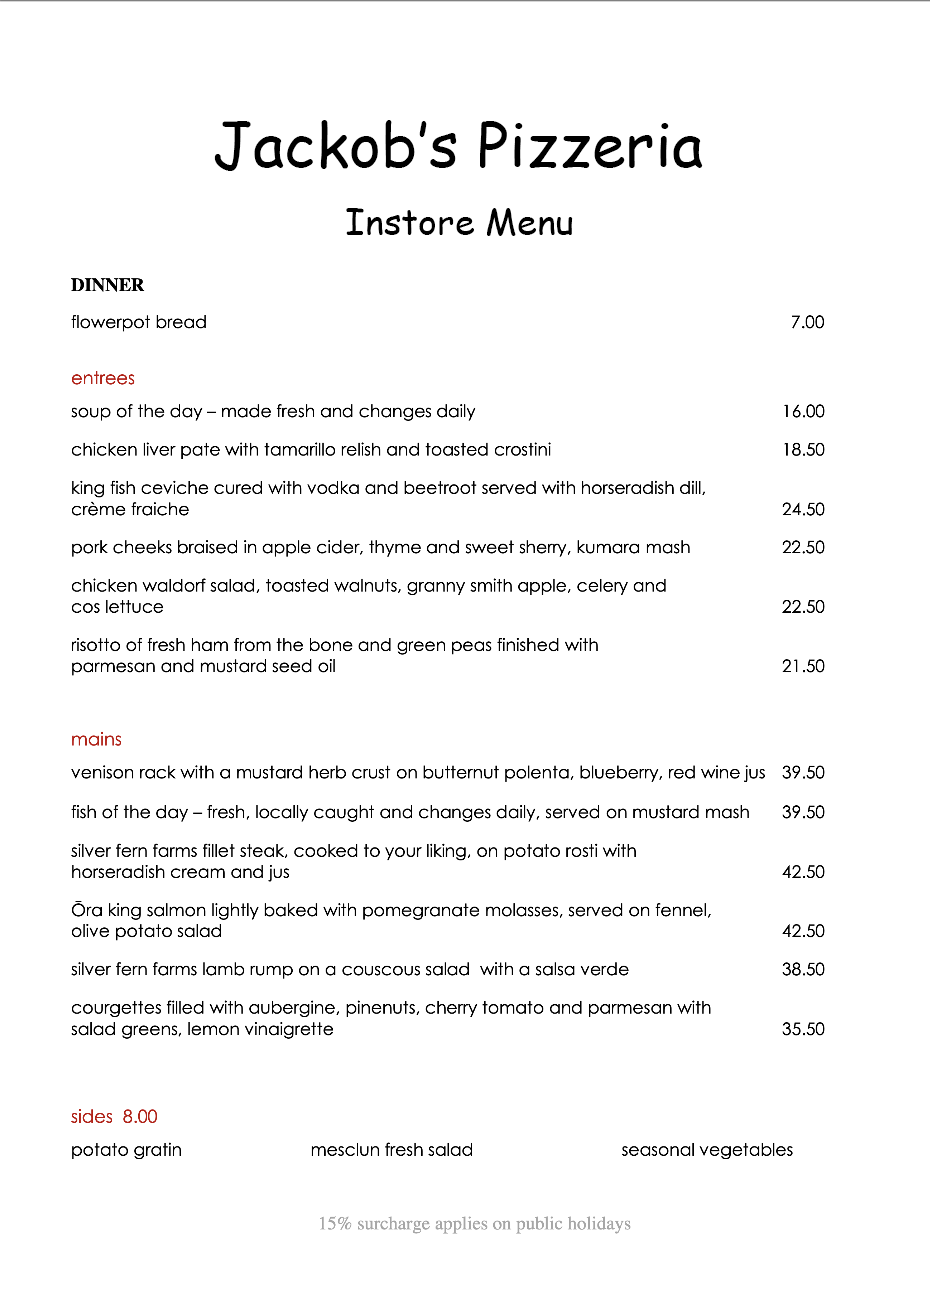 Jackob's Pizzeria
Instore Menu
DINNER
flowerpot bread 7.00
entrees
soup of the day – made fresh and changes daily 16.00
chicken liver pate with tamarillo relish and toasted crostini 18.50
king fish ceviche cured with vodka and beetroot served with horseradish dill,
crème fraiche 24.50
pork cheeks braised in apple cider, thyme and sweet sherry, kumara mash 22.50
chicken waldorf salad, toasted walnuts, granny smith apple, celery and
cos lettuce 22.50
risotto of fresh ham from the bone and green peas finished with
parmesan and mustard seed oil 21.50
mains
venison rack with a mustard herb crust on butternut polenta, blueberry, red wine jus 39.50
fish of the day – fresh, locally caught and changes daily, served on mustard mash 39.50
silver fern farms fillet steak, cooked to your liking, on potato rosti with
horseradish cream and jus 42.50
Ōra king salmon lightly baked with pomegranate molasses, served on fennel,
olive potato salad 42.50
silver fern farms lamb rump on a couscous salad  with a salsa verde 38.50
courgettes filled with aubergine, pinenuts, cherry tomato and parmesan with
salad greens, lemon vinaigrette 35.50
sides  8.00
potato gratin mesclun fresh salad seasonal vegetables
15% surcharge applies on public holidays